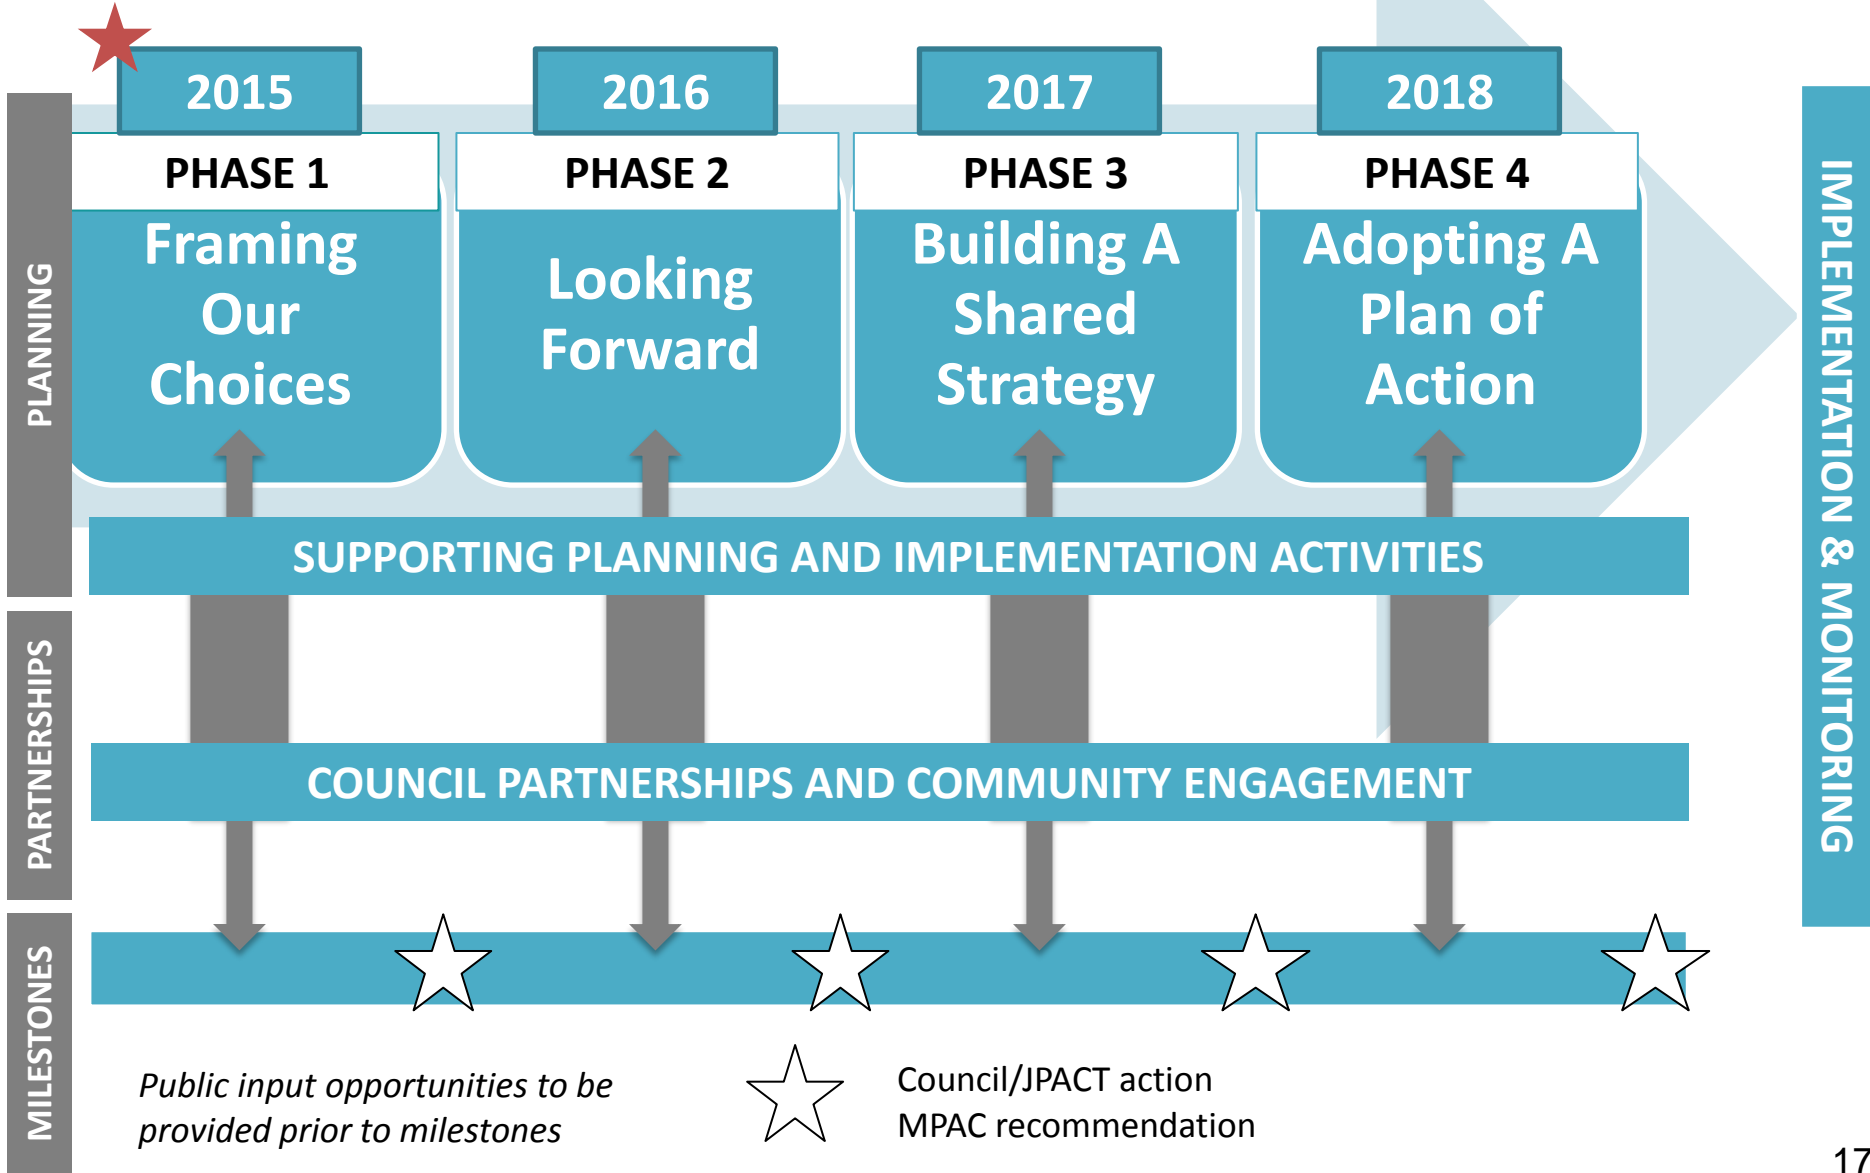 2015
2016
2017
2018
PHASE 1
PHASE 2
PHASE 3
PHASE 4
Framing
Our
Choices
Looking
Forward
Building A
Shared
Strategy
Adopting A
Plan of
Action
PLANNING
SUPPORTING PLANNING AND IMPLEMENTATION ACTIVITIES
IMPLEMENTATION & MONITORING
PARTNERSHIPS
COUNCIL PARTNERSHIPS AND COMMUNITY ENGAGEMENT
MILESTONES
Public input opportunities to be
provided prior to milestones
Council/JPACT action
MPAC recommendation
17